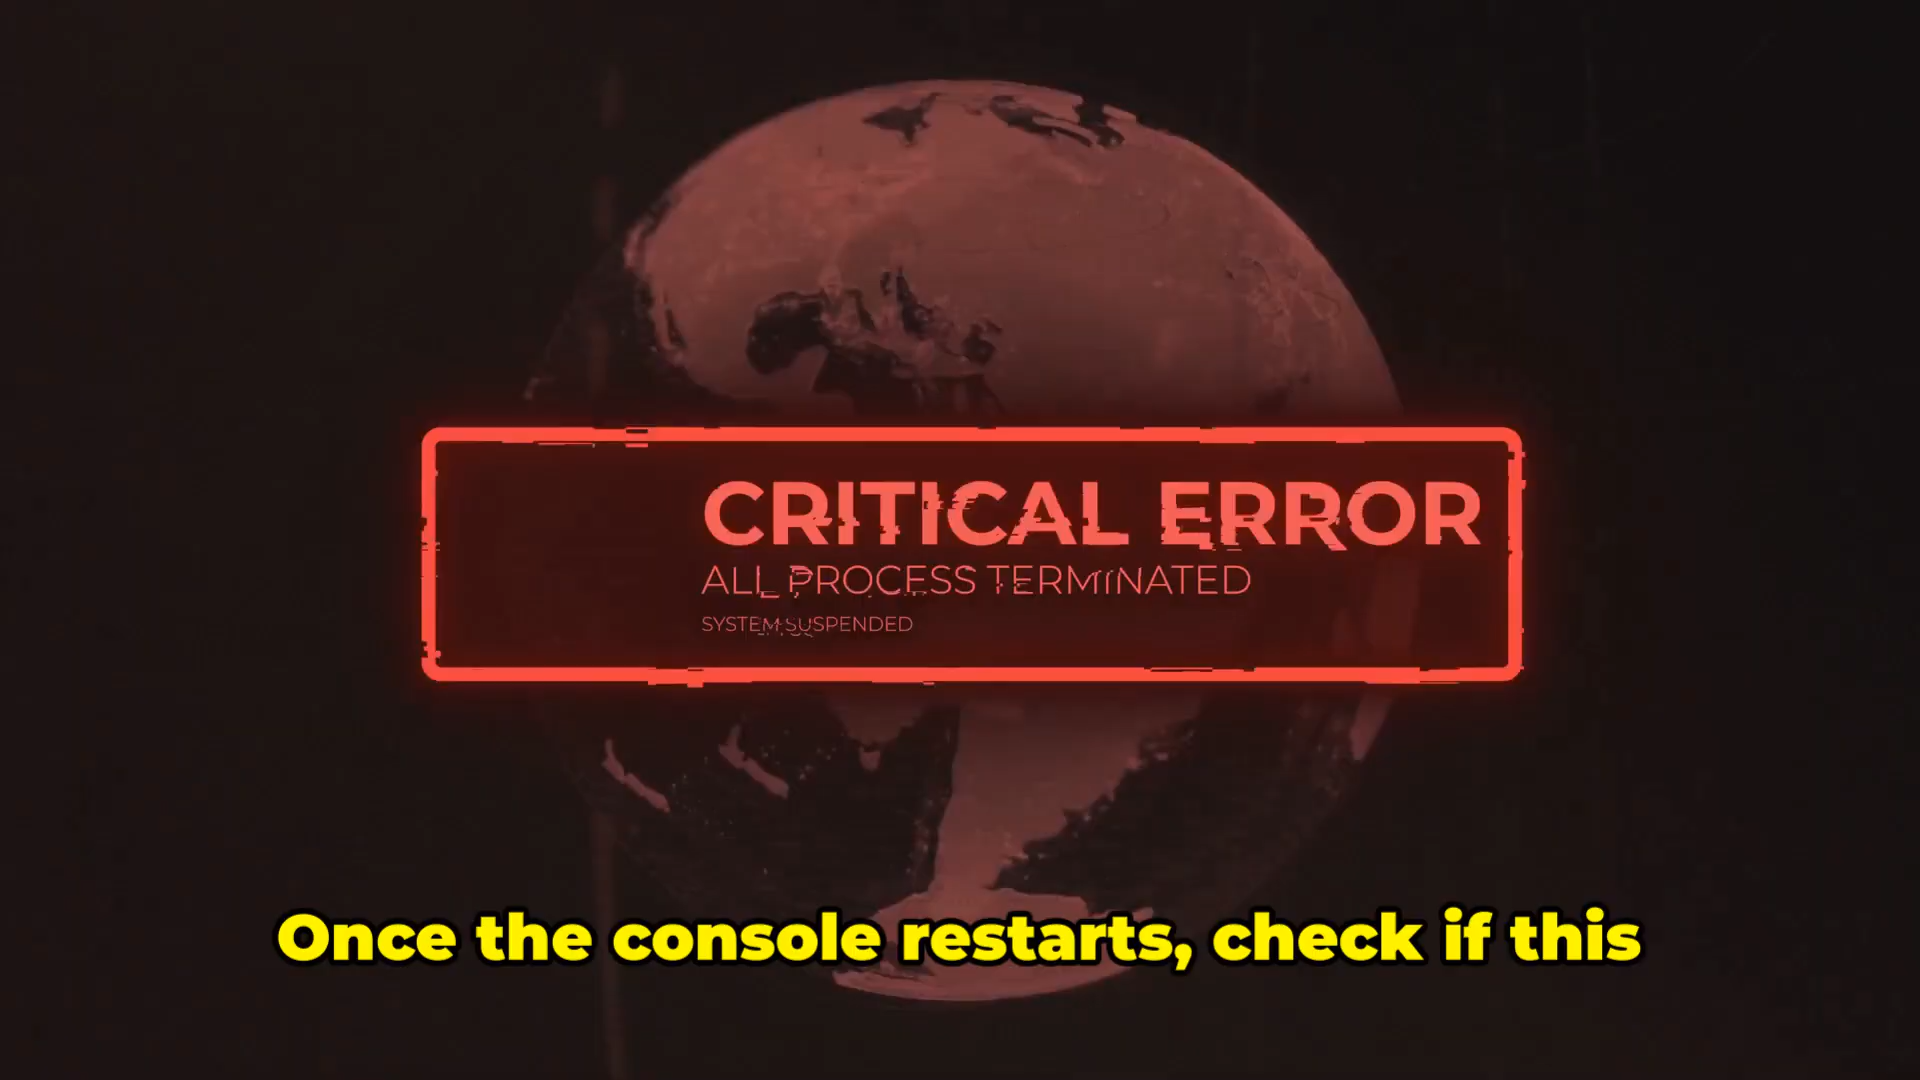 CRITICAL ERROR
ALL PROCESS TERMINATED
SYSTEM SUSPENDED
Once the console restarts, check if this